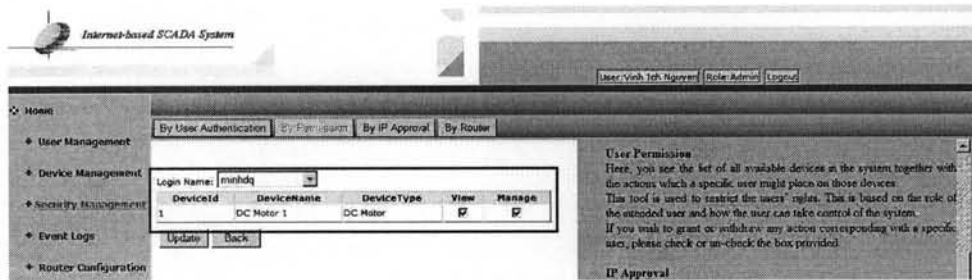 Internet-based SCADA System
User:Vinh Ich Nguyen Role:Admin Logout
Home
User Management
Device Management
Security Management
Event Logs
Router Configuration
By User Authentication By Permission By IP Approval By Router
Login Name: minhdq
DeviceId DeviceName DeviceType View Manage
1 DC Motor 1 DC Motor
Update Back
User Permission
Here, you see the list of all available devices in the system together with
the actions which a specific user might place on those devices.
This tool is used to restrict the users' rights. This is based on the role of
the intended user and how the user can take control of the system.
If you wish to grant or withdraw any action corresponding with a specific
user, please check or un-check the box provided.
IP Approval